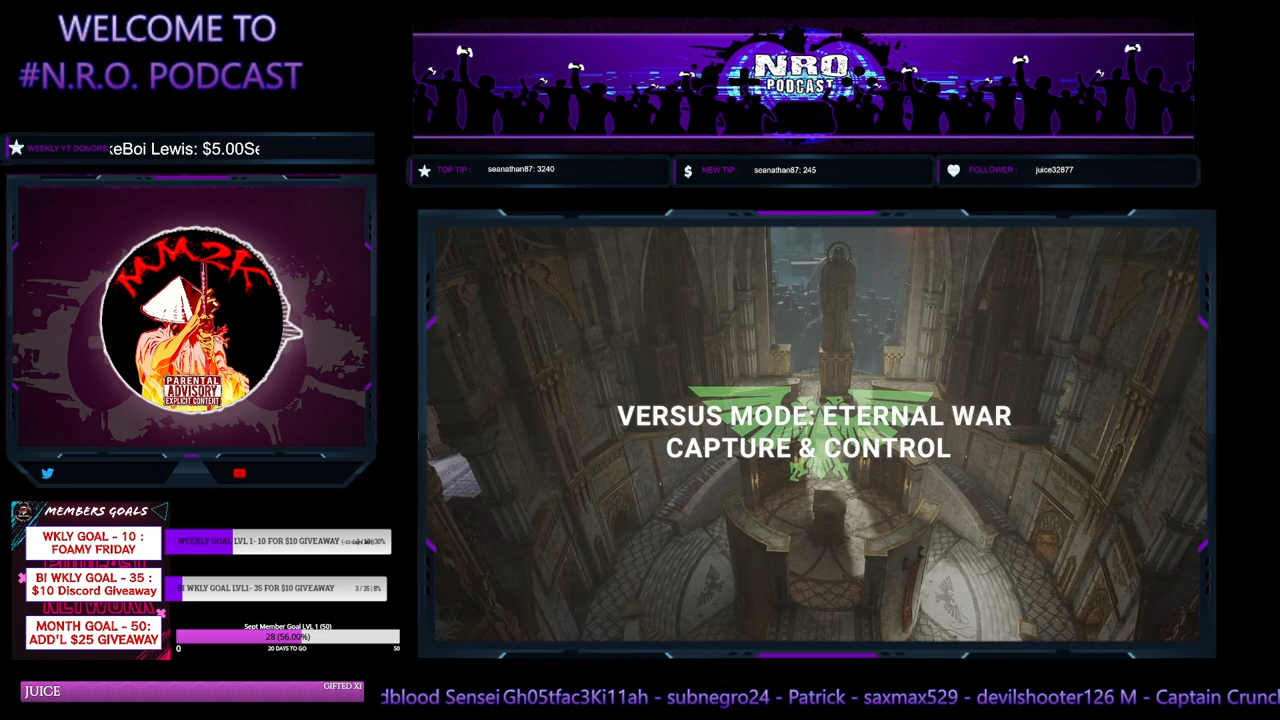 WELCOME TO
#NR.O. PODCAST
NRO
PODCAST
WEEKLY YT DONORS
keBoi Lewis: $5.00Se
TOP TIP : seanathan87: 3240
NEW TIP : seanathan87: 245
FOLLOWER : juice32877
MM2K
PARENTAL
ADVISORY
EXPLICIT CONTENT
VERSUS MODE: ETERNAL WAR
CAPTURE & CONTROL
MEMBERS GOALS
WKLY GOAL - 10 :
FOAMY FRIDAY
BI WKLY GOAL - 35 :
$10 Discord Giveaway
NETWORK
MONTH GOAL - 50:
ADD'L $25 GIVEAWAY
WEEKLY GOAL LVL 1- 10 FOR $10 GIVEAWAY
BI WKLY GOAL LVL1- 35 FOR $10 GIVEAWAY 3 / 35 | 8%
Sept Member Goal LVL 1 (50)
28 (56.00%)
0 20 DAYS TO GO 50
JUICE GIFTED X1
dblood Sensei Gh05tfac3Ki11ah - subnegro24 - Patrick - saxmax529 - devilshooter126 M - Captain Crunch